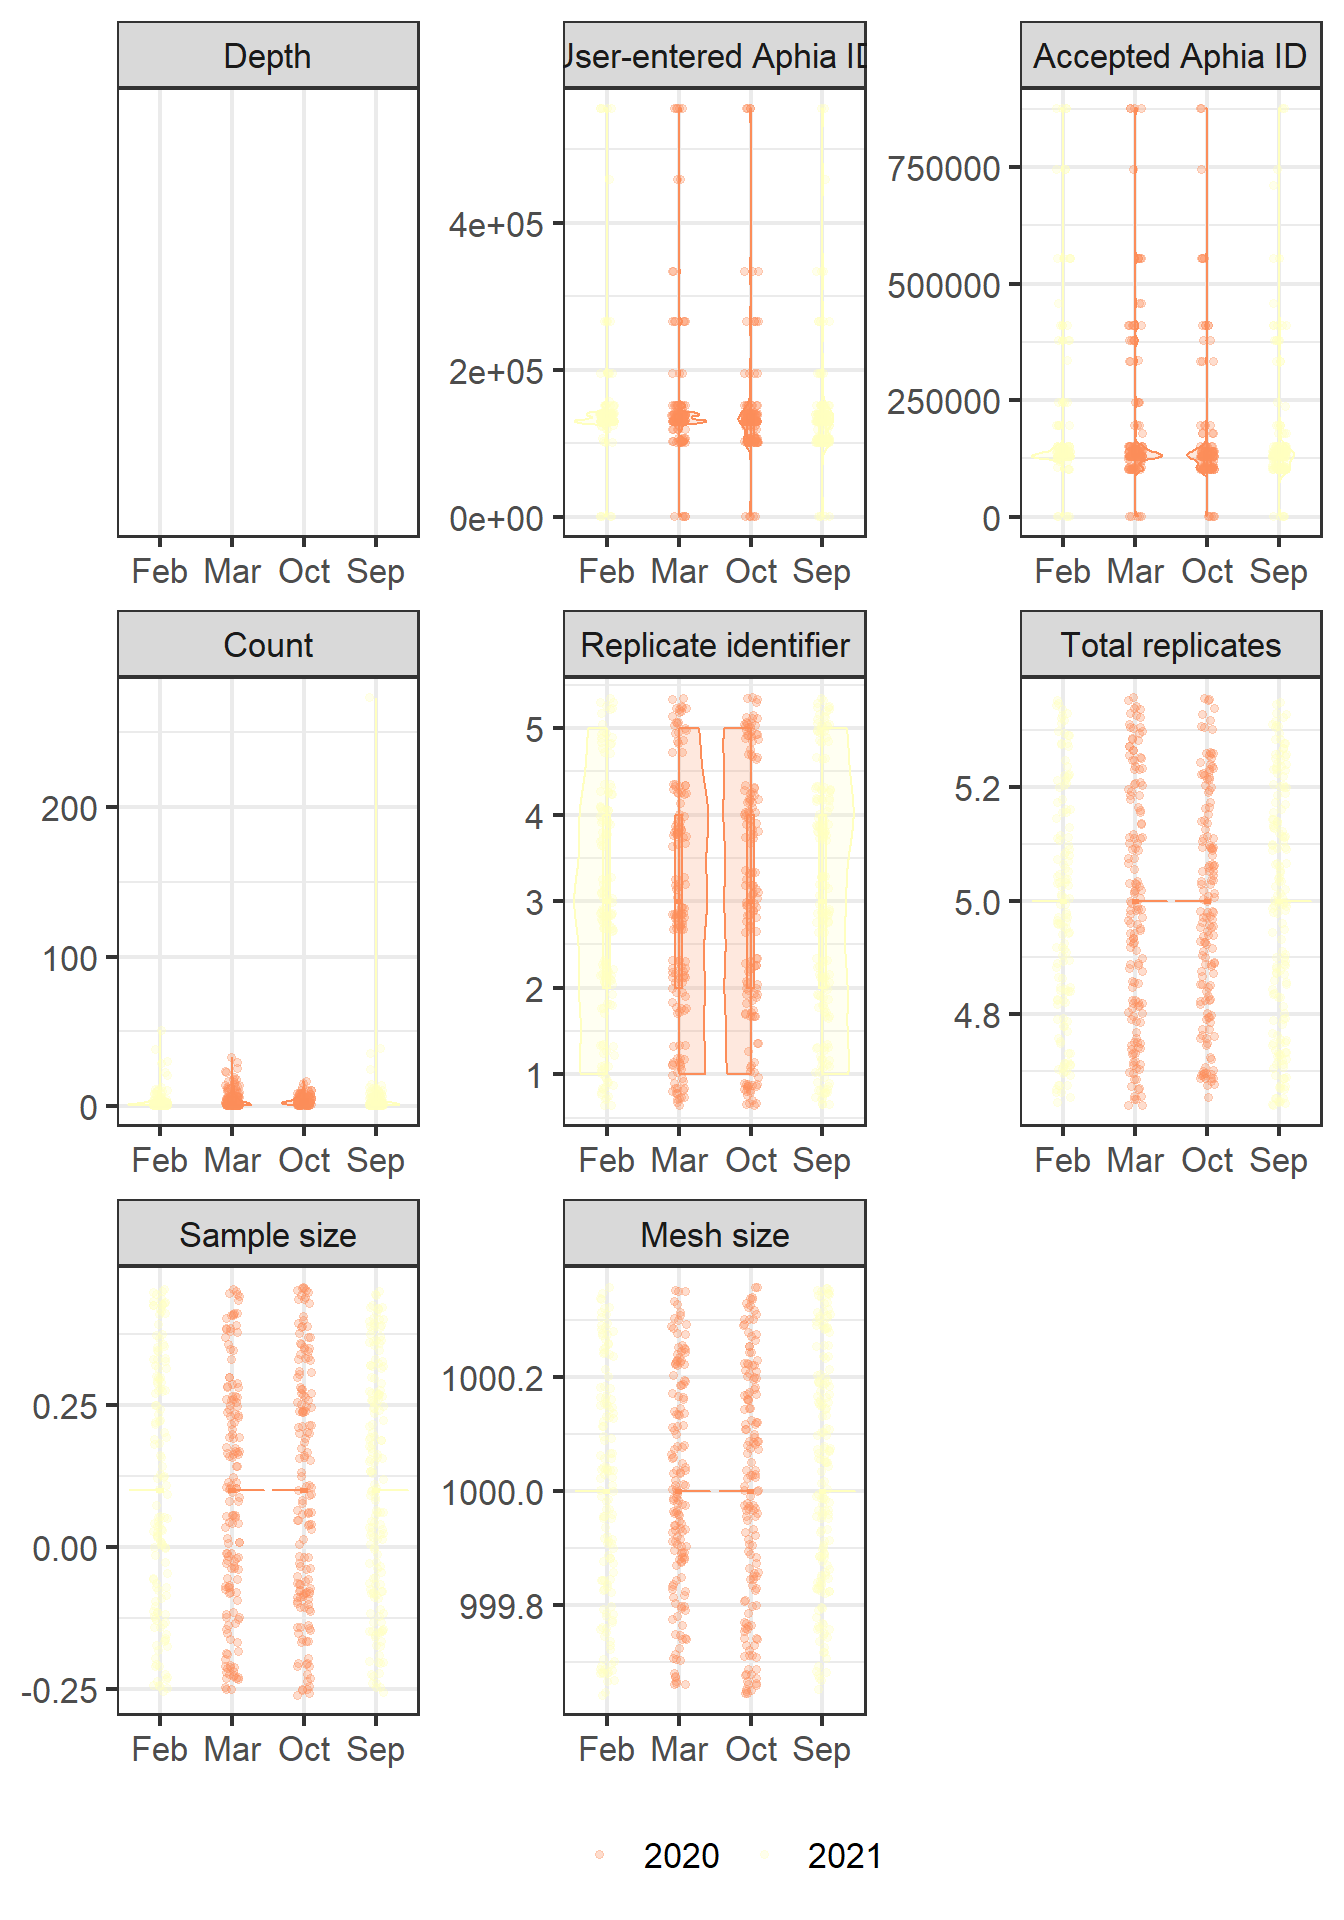 Depth
User-entered Aphia ID
Accepted Aphia ID
4e+05
2e+05
0e+00
750000
500000
250000
0
Feb Mar Oct Sep
Feb Mar Oct Sep
Feb Mar Oct Sep
Count
Replicate identifier
Total replicates
200
100
0
5
4
3
2
1
5.2
5.0
4.8
Feb Mar Oct Sep
Feb Mar Oct Sep
Feb Mar Oct Sep
Sample size
Mesh size
0.25
0.00
-0.25
1000.2
1000.0
999.8
Feb Mar Oct Sep
Feb Mar Oct Sep
2020
2021